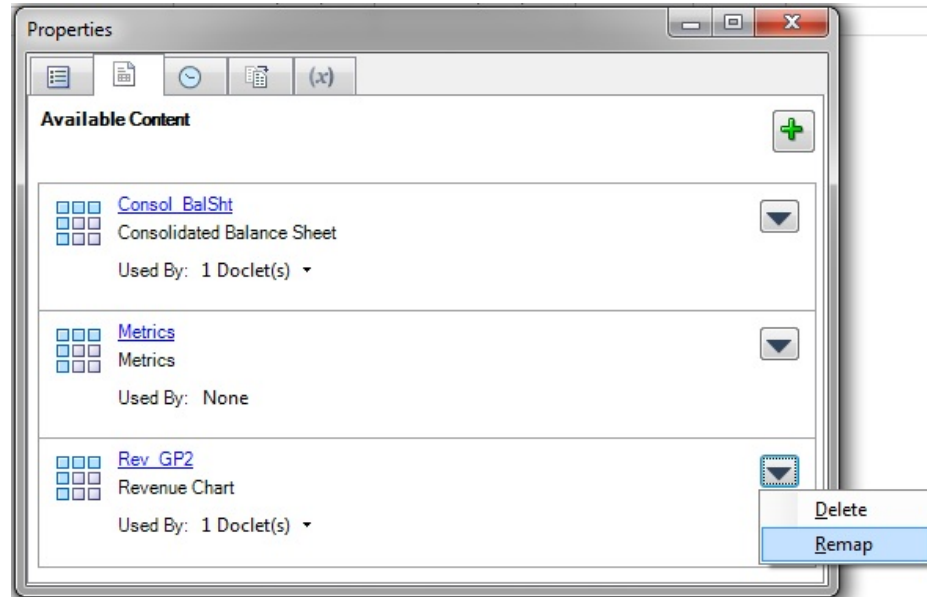 Properties
(x)
Available Content
Consol_BalSht
Consolidated Balance Sheet
Used By: 1 Doclet(s)
Metrics
Metrics
Used By: None
Rev_GP2
Revenue Chart
Used By: 1 Doclet(s)
Delete
Remap